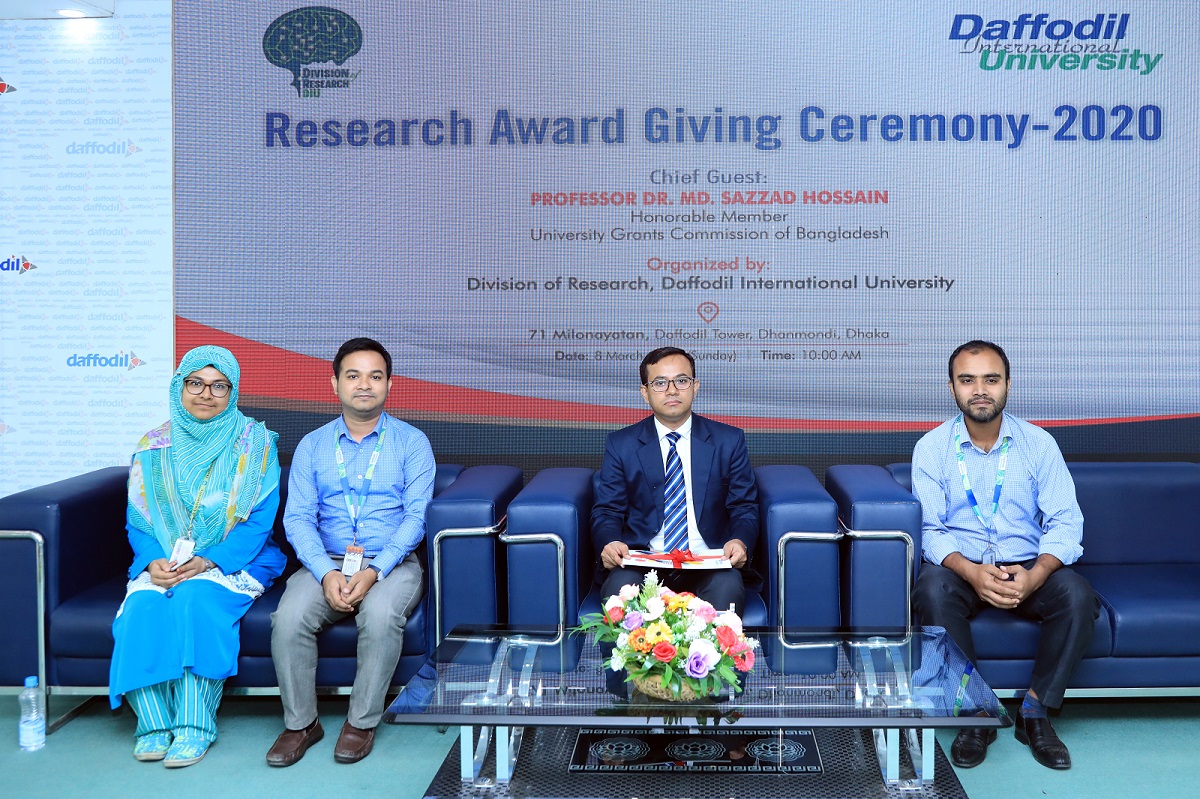 DIVISION of
RESEARCH
DIU
Daffodil
International
University
Research Award Giving Ceremony-2020
Chief Guest:
PROFESSOR DR. MD. SAZZAD HOSSAIN
Honorable Member
University Grants Commission of Bangladesh
Organized by:
Division of Research, Daffodil International University
71 Milonayatan, Daffodil Tower, Dhanmondi, Dhaka
Date: 8 March (Sunday) Time: 10:00 AM
daffodil
dil
daffodil